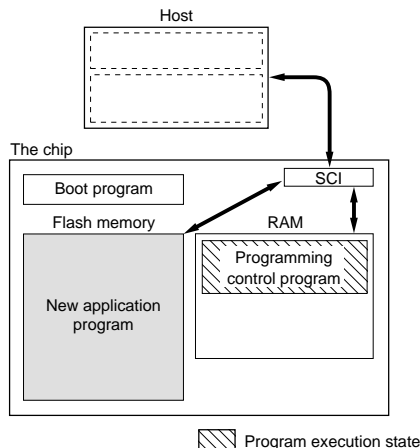 Host
The chip
SCI
Boot program
Flash memory
RAM
Programming
control program
New application
program
Program execution state